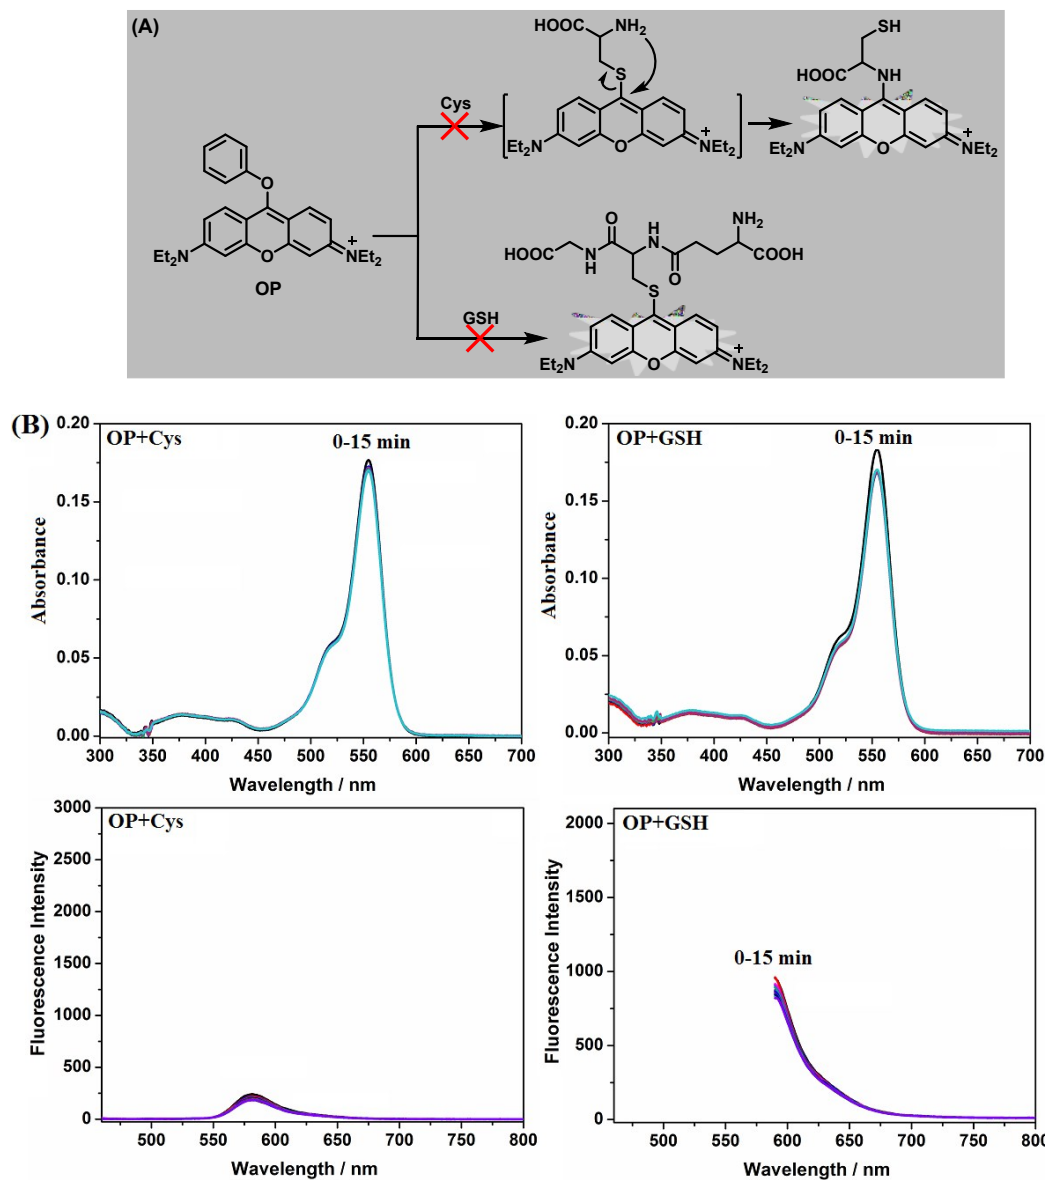 (A)
HOOC NH2
S
Cys
Et2N O + NEt2
SH
HOOC NH
Et2N O + NEt2
O
Et2N O + NEt2
OP
O H N NH2
HOOC N H O COOH
S
GSH
Et2N O + NEt2
(B)
OP+Cys
0-15 min
0.20
0.15
0.10
0.05
0.00
Absorbance
300 350 400 450 500 550 600 650 700
Wavelength / nm
OP+GSH
0-15 min
0.20
0.15
0.10
0.05
0.00
Absorbance
300 350 400 450 500 550 600 650 700
Wavelength / nm
OP+Cys
3000
2500
2000
1500
1000
500
0
Fluorescence Intensity
500 550 600 650 700 750 800
Wavelength / nm
OP+GSH
0-15 min
2000
1500
1000
500
0
Fluorescence Intensity
500 550 600 650 700 750 800
Wavelength / nm